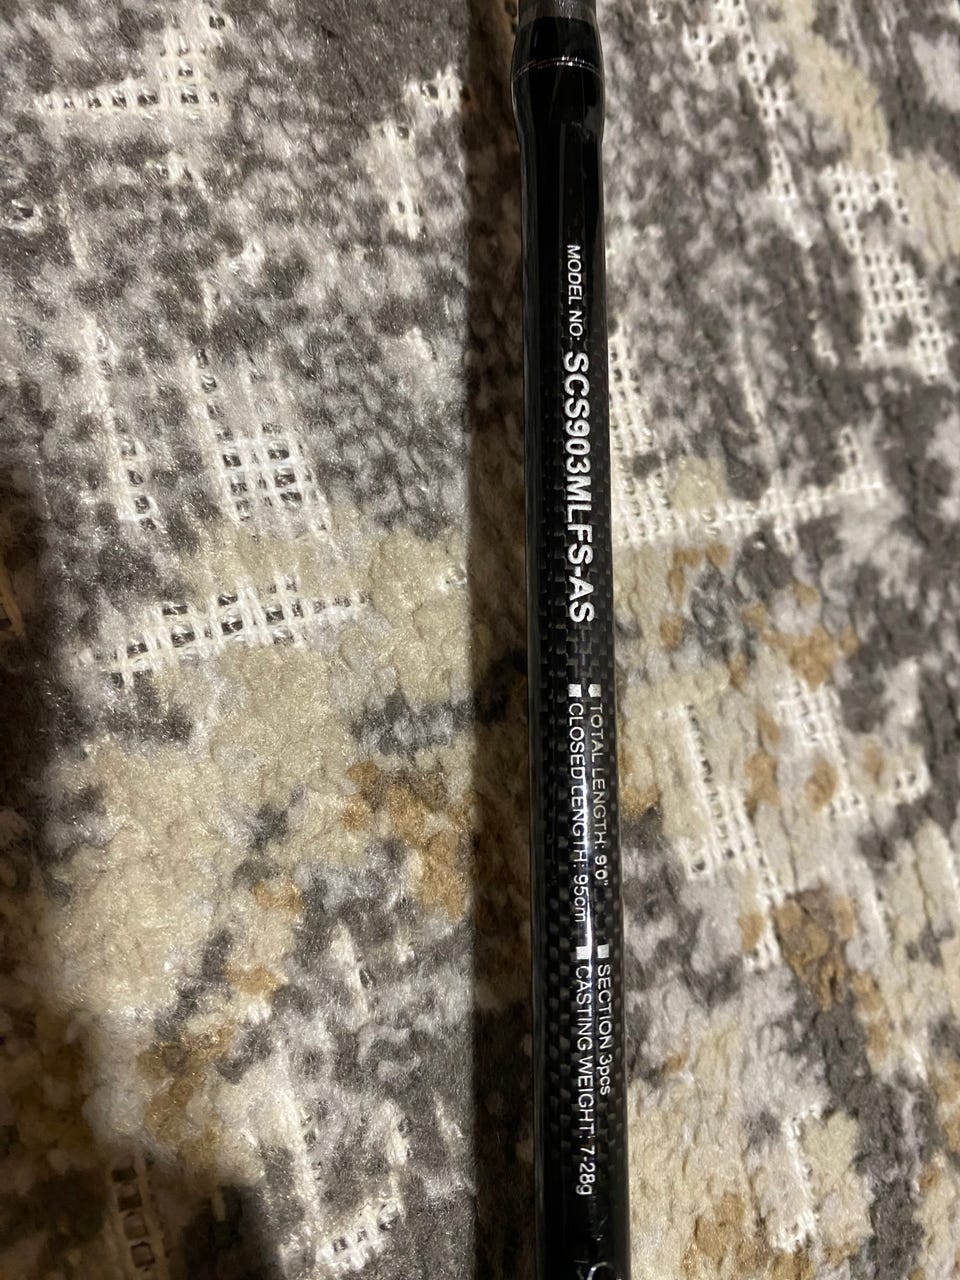 MODEL NO: SCS903MLFS-AS
TOTAL LENGTH: 9'0" SECTION 3pcs
CLOSED LENGTH: 95cm CASTING WEIGHT: 7-28g